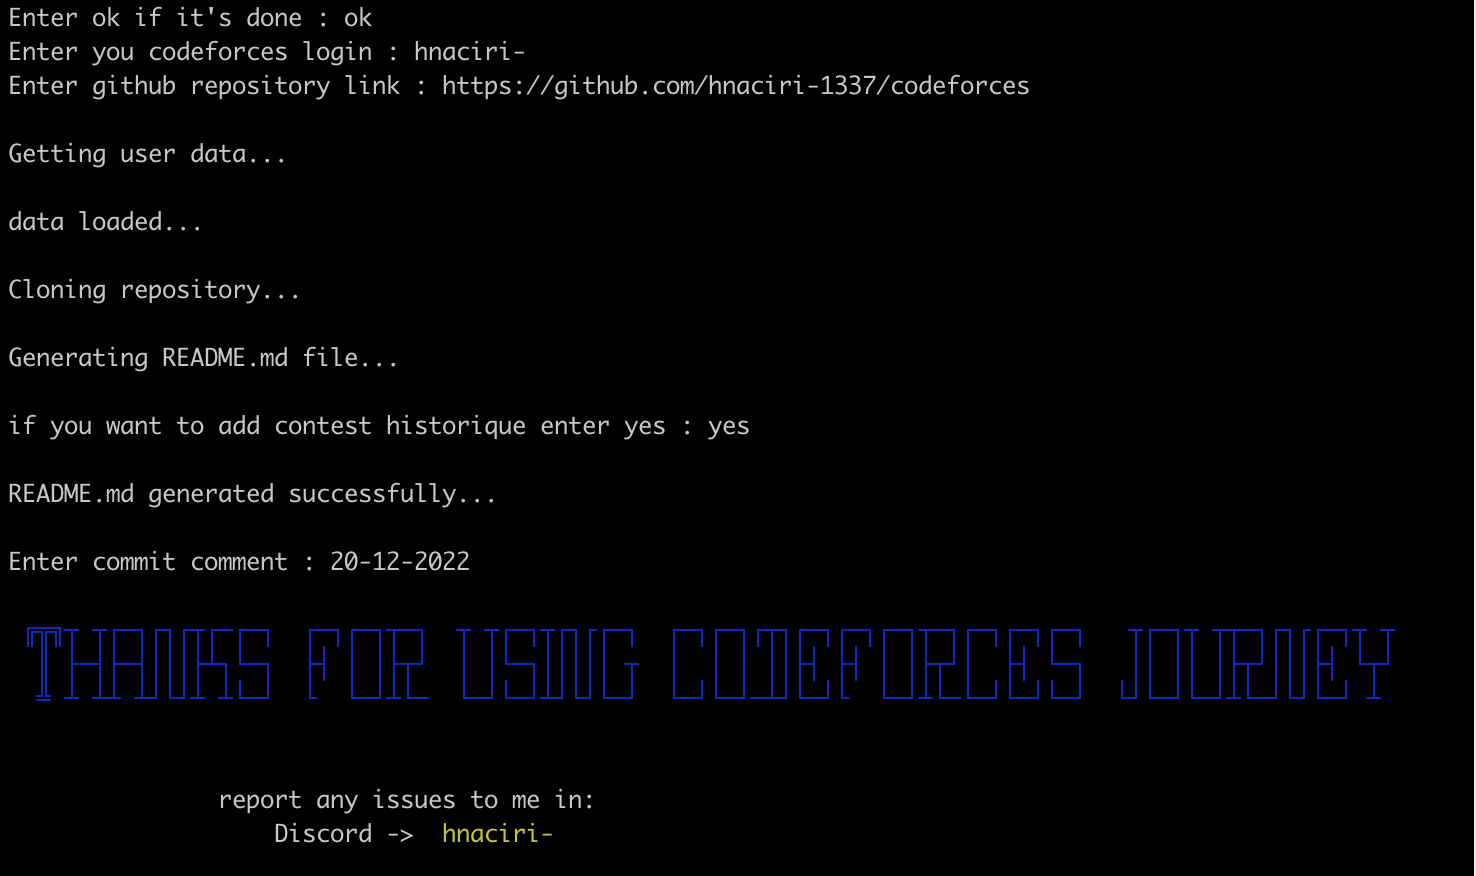 Enter ok if it's done : ok
Enter you codeforces login : hnaciri-
Enter github repository link : https://github.com/hnaciri-1337/codeforces
Getting user data...
data loaded...
Cloning repository...
Generating README.md file...
if you want to add contest historique enter yes : yes
README.md generated successfully...
Enter commit comment : 20-12-2022
THANKS FOR USING CODEFORCES JOURNEY
report any issues to me in:
Discord -> hnaciri-